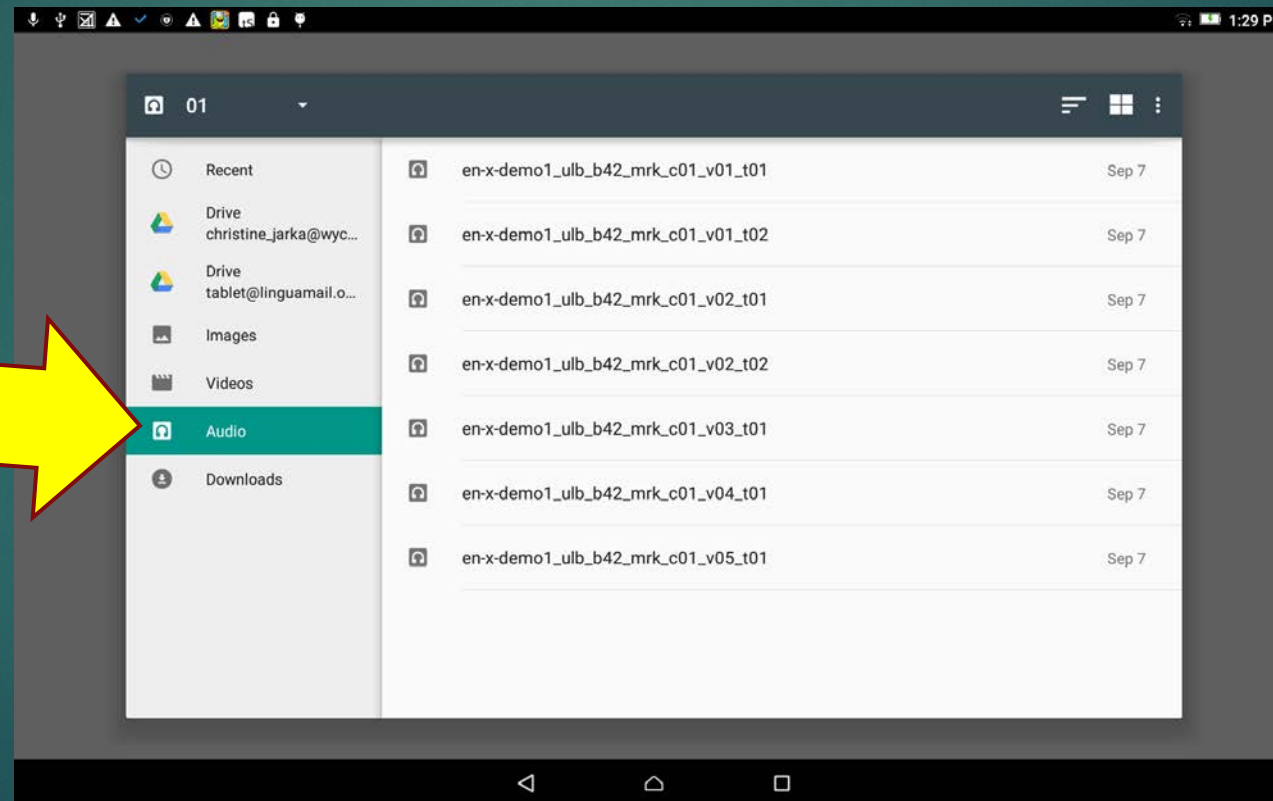 1:29 P
01
Recent
Drive
christine_jarka@wyc...
Drive
tablet@linguamail.o...
Images
Videos
Audio
Downloads
en-x-demo1_ulb_b42_mrk_c01_v01_t01 Sep 7
en-x-demo1_ulb_b42_mrk_c01_v01_t02 Sep 7
en-x-demo1_ulb_b42_mrk_c01_v02_t01 Sep 7
en-x-demo1_ulb_b42_mrk_c01_v02_t02 Sep 7
en-x-demo1_ulb_b42_mrk_c01_v03_t01 Sep 7
en-x-demo1_ulb_b42_mrk_c01_v04_t01 Sep 7
en-x-demo1_ulb_b42_mrk_c01_v05_t01 Sep 7